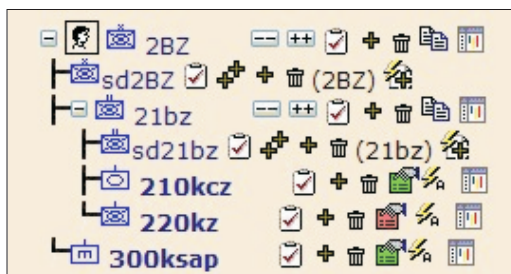 2BZ -- ++
sd2BZ (2BZ)
21bz -- ++
sd21bz (21bz)
210kcz A
220kz A
300ksap A